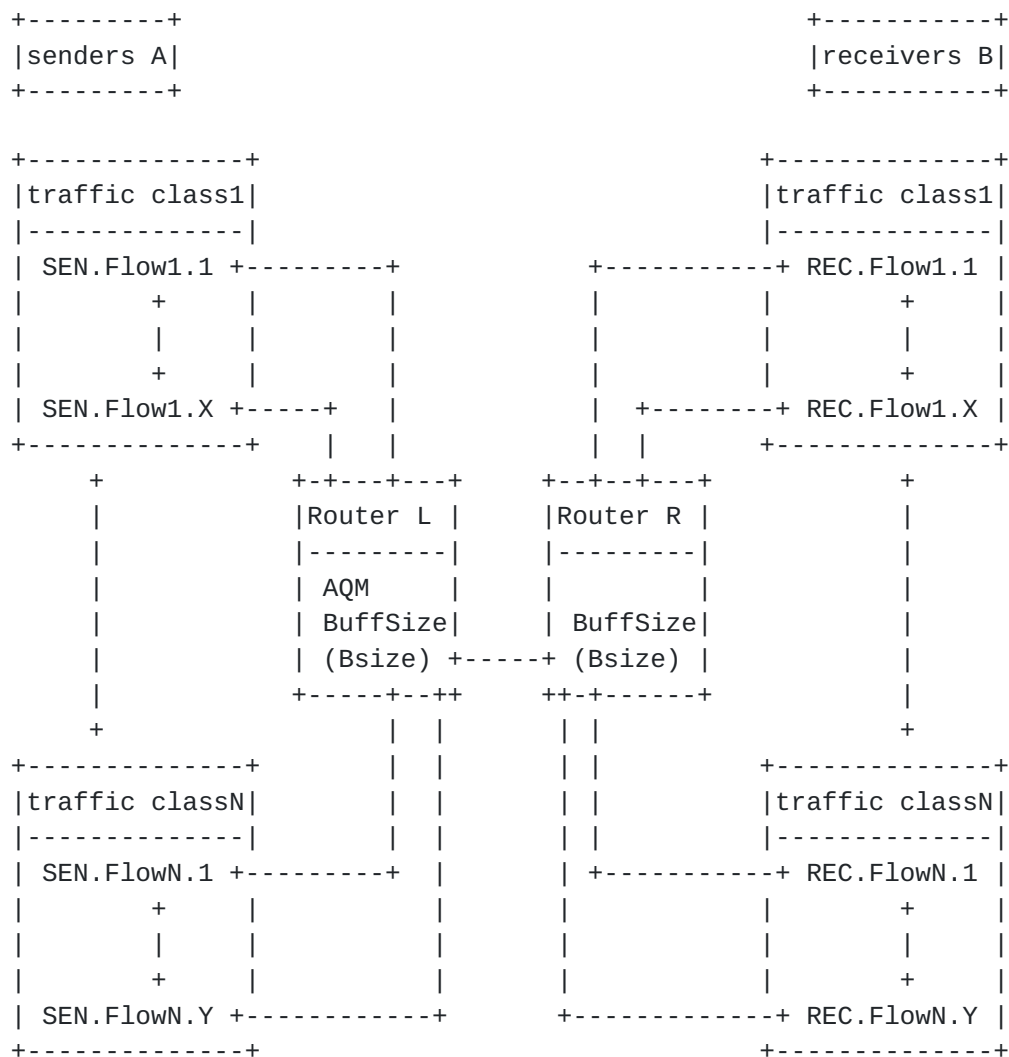 senders A receivers B
traffic class1 traffic class1
SEN.Flow1.1 REC.Flow1.1
SEN.Flow1.X REC.Flow1.X
Router L Router R
AQM
BuffSize BuffSize
(Bsize) (Bsize)
traffic classN traffic classN
SEN.FlowN.1 REC.FlowN.1
SEN.FlowN.Y REC.FlowN.Y